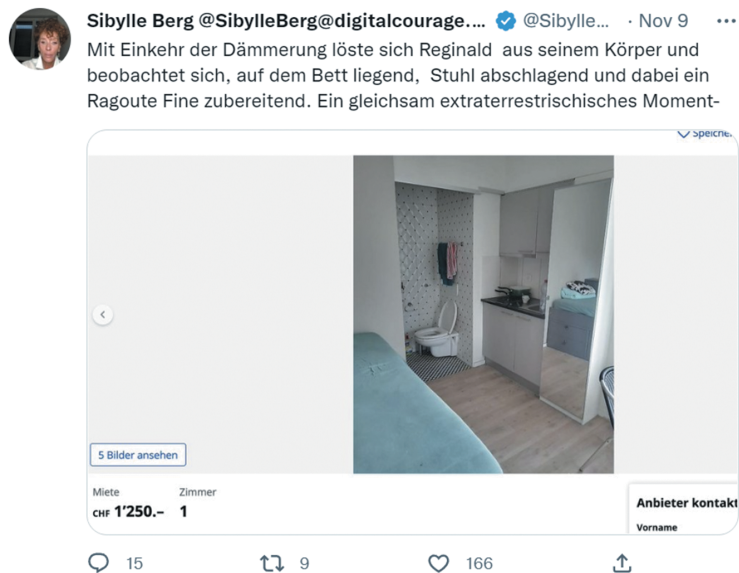 Sibylle Berg @SibylleBerg@digitalcourage.... @Sibylle... · Nov 9
Mit Einkehr der Dämmerung löste sich Reginald aus seinem Körper und
beobachtet sich, auf dem Bett liegend, Stuhl abschlagend und dabei ein
Ragoute Fine zubereitend. Ein gleichsam extraterrestrischisches Moment-
5 Bilder ansehen
Miete Zimmer
CHF 1'250.– 1
Anbieter kontakt
Vorname
15 9 166